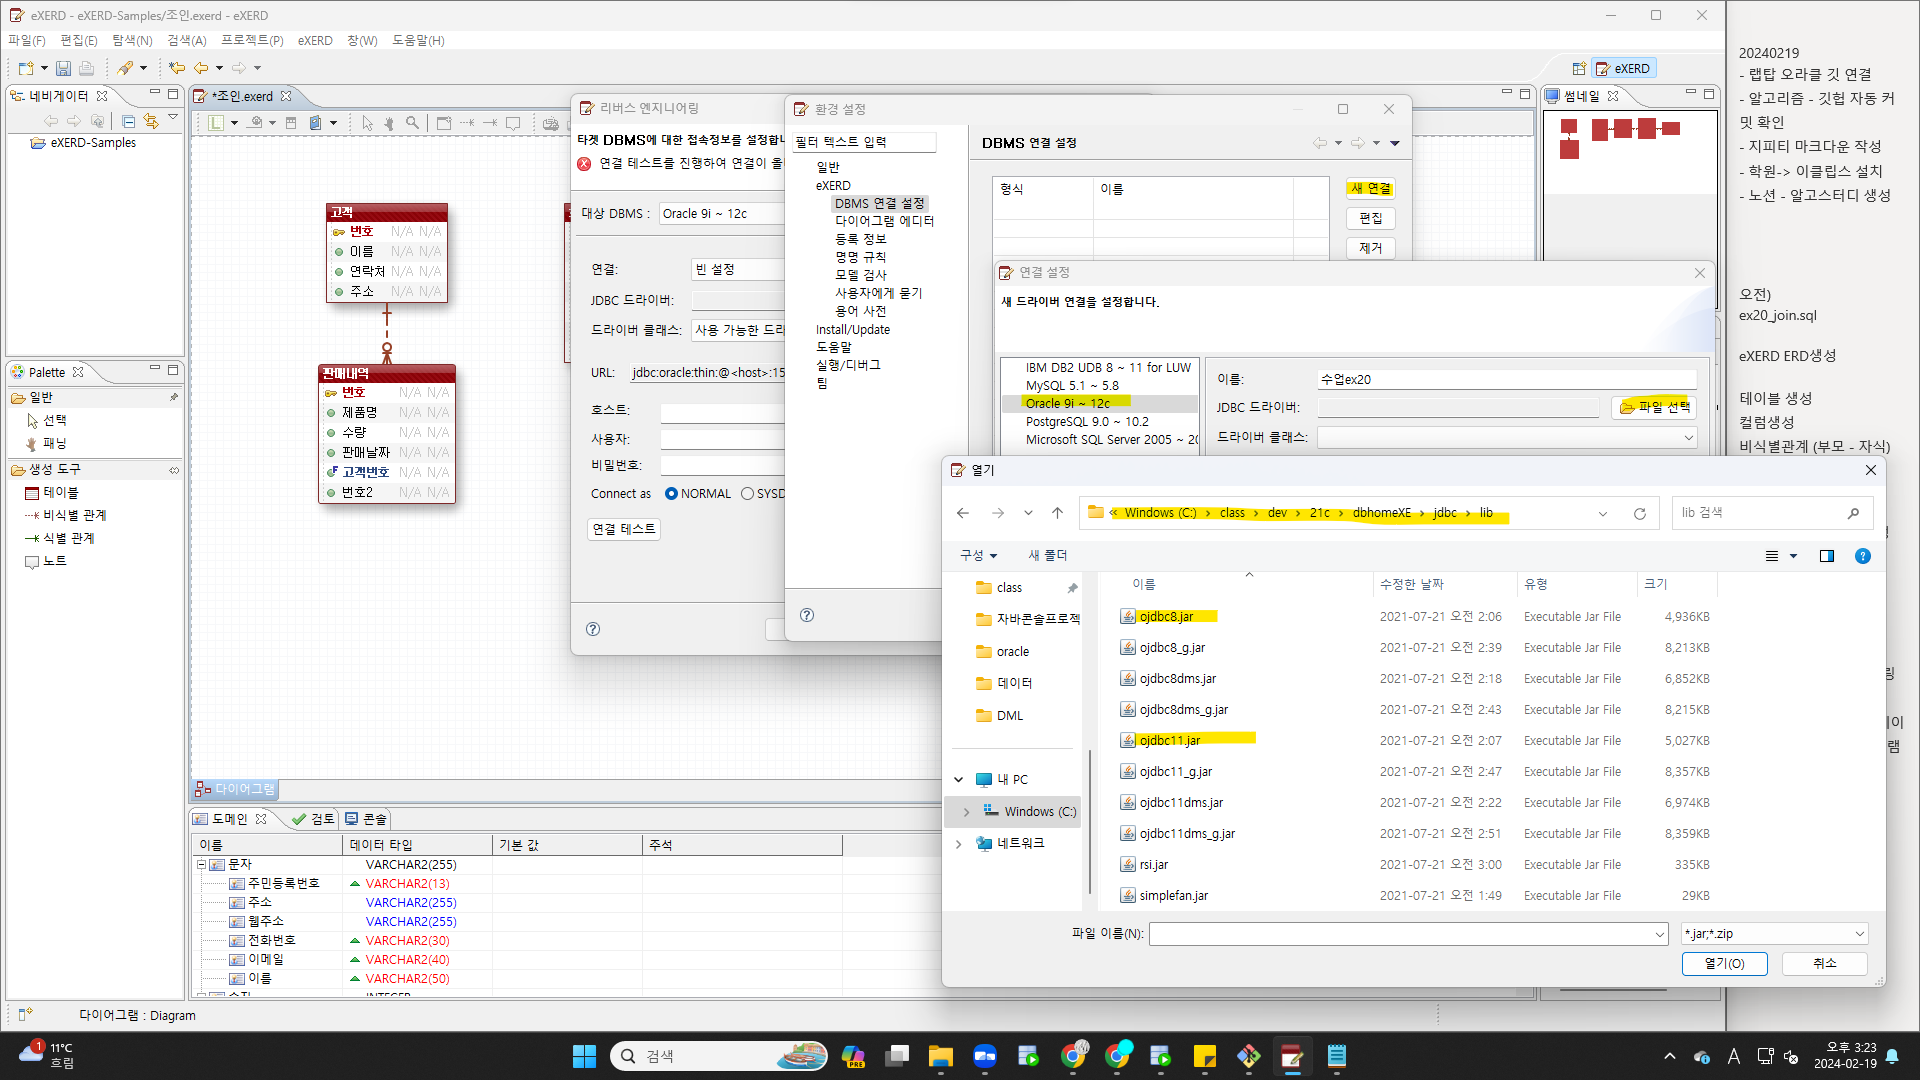 eXERD - eXERD-Samples/조인.exerd - eXERD
파일(F) 편집(E) 탐색(N) 검색(A) 프로젝트(P) eXERD 창(W) 도움말(H)
eXERD
네비게이터
eXERD-Samples
Palette
일반
선택
패닝
생성 도구
테이블
비식별 관계
식별 관계
노트
*조인.exerd
고객
번호 N/A N/A
이름 N/A N/A
연락처 N/A N/A
주소 N/A N/A
판매내역
번호 N/A N/A
제품명 N/A N/A
수량 N/A N/A
판매날짜 N/A N/A
고객번호 N/A N/A
번호2 N/A N/A
다이어그램
도메인 검토 콘솔
이름 데이터 타입 기본 값 주석
문자 VARCHAR2(255)
주민등록번호 VARCHAR2(13)
주소 VARCHAR2(255)
웹주소 VARCHAR2(255)
전화번호 VARCHAR2(30)
이메일 VARCHAR2(40)
이름 VARCHAR2(50)
다이어그램 : Diagram
리버스 엔지니어링
타겟 DBMS에 대한 접속정보를 설정합니
연결 테스트를 진행하여 연결이 올
대상 DBMS : Oracle 9i ~ 12c
연결: 빈 설정
JDBC 드라이버:
드라이버 클래스: 사용 가능한 드라
URL: jdbc:oracle:thin:@<host>:15
호스트:
사용자:
비밀번호:
Connect as NORMAL SYSD
연결 테스트
환경 설정
필터 텍스트 입력
일반
eXERD
DBMS 연결 설정
다이어그램 에디터
등록 정보
명명 규칙
모델 검사
사용자에게 묻기
용어 사전
Install/Update
도움말
실행/디버그
팀
DBMS 연결 설정
형식 이름
새 연결
편집
제거
연결 설정
새 드라이버 연결을 설정합니다.
IBM DB2 UDB 8 ~ 11 for LUW
MySQL 5.1 ~ 5.8
Oracle 9i ~ 12c
PostgreSQL 9.0 ~ 10.2
Microsoft SQL Server 2005 ~ 20
이름: 수업ex20
JDBC 드라이버: 파일 선택
드라이버 클래스:
열기
« Windows (C:) › class › dev › 21c › dbhomeXE › jdbc › lib
lib 검색
구성 새 폴더
class
자바콘솔프로젝
oracle
데이터
DML
내 PC
Windows (C:)
네트워크
이름 수정한 날짜 유형 크기
ojdbc8.jar 2021-07-21 오전 2:06 Executable Jar File 4,936KB
ojdbc8_g.jar 2021-07-21 오전 2:39 Executable Jar File 8,213KB
ojdbc8dms.jar 2021-07-21 오전 2:18 Executable Jar File 6,852KB
ojdbc8dms_g.jar 2021-07-21 오전 2:43 Executable Jar File 8,215KB
ojdbc11.jar 2021-07-21 오전 2:07 Executable Jar File 5,027KB
ojdbc11_g.jar 2021-07-21 오전 2:47 Executable Jar File 8,357KB
ojdbc11dms.jar 2021-07-21 오전 2:22 Executable Jar File 6,974KB
ojdbc11dms_g.jar 2021-07-21 오전 2:51 Executable Jar File 8,359KB
rsi.jar 2021-07-21 오전 3:00 Executable Jar File 335KB
simplefan.jar 2021-07-21 오전 1:49 Executable Jar File 29KB
파일 이름(N): *.jar;*.zip
열기(O) 취소
썸네일
20240219
- 랩탑 오라클 깃 연결
- 알고리즘 - 깃헙 자동 커
밋 확인
- 지피티 마크다운 작성
- 학원-> 이클립스 설치
- 노션 - 알고스터디 생성
오전)
ex20_join.sql
eXERD ERD생성
테이블 생성
컬럼생성
비식별관계 (부모 - 자식)
11°C
흐림
1
검색
PRE
A
오후 3:23
2024-02-19